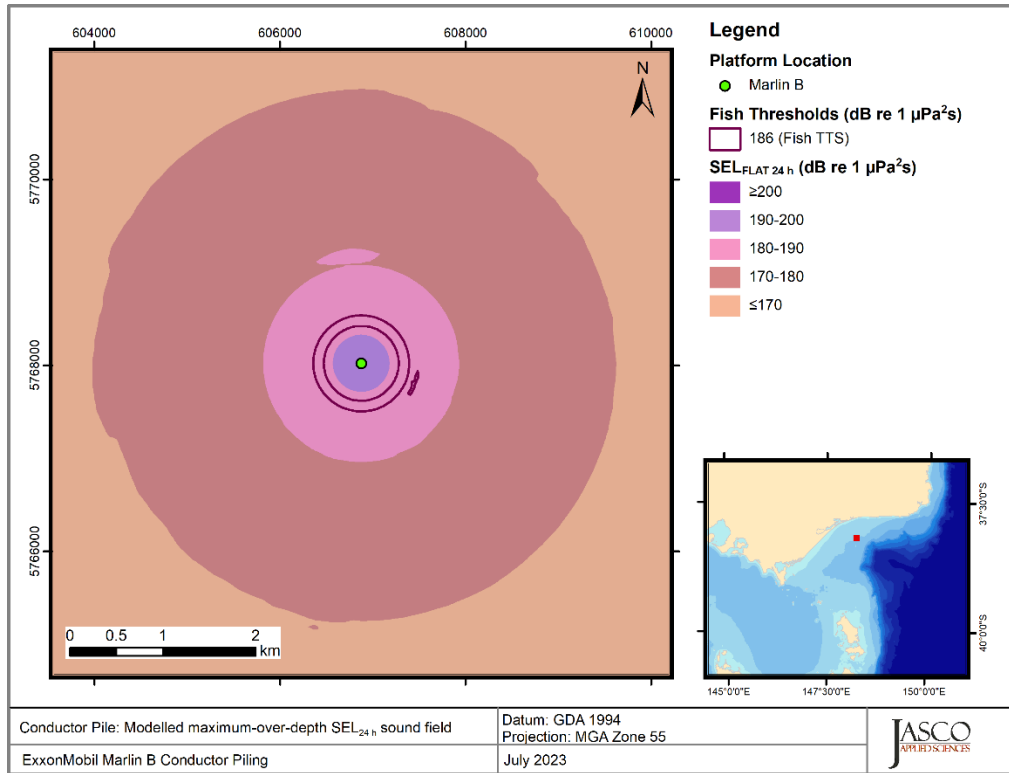 604000 606000 608000 610000
5770000
5768000
5766000
N
0 0.5 1 2
km
Legend
Platform Location
Marlin B
Fish Thresholds (dB re 1 µPa²s)
186 (Fish TTS)
SEL_FLAT 24 h (dB re 1 µPa²s)
≥200
190-200
180-190
170-180
≤170
37°30'0"S
40°0'0"S
145°0'0"E 147°30'0"E 150°0'0"E
Conductor Pile: Modelled maximum-over-depth SEL₂₄ ₕ sound field
Datum: GDA 1994
Projection: MGA Zone 55
ExxonMobil Marlin B Conductor Piling
July 2023
JASCO
APPLIED SCIENCES